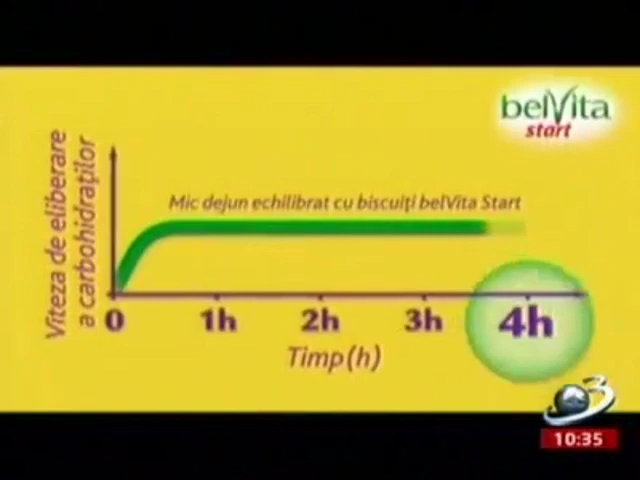 belVita
start
Viteza de eliberare
a carbohidraților
Mic dejun echilibrat cu biscuiți belVita Start
0 1h 2h 3h 4h
Timp(h)
3
10:35